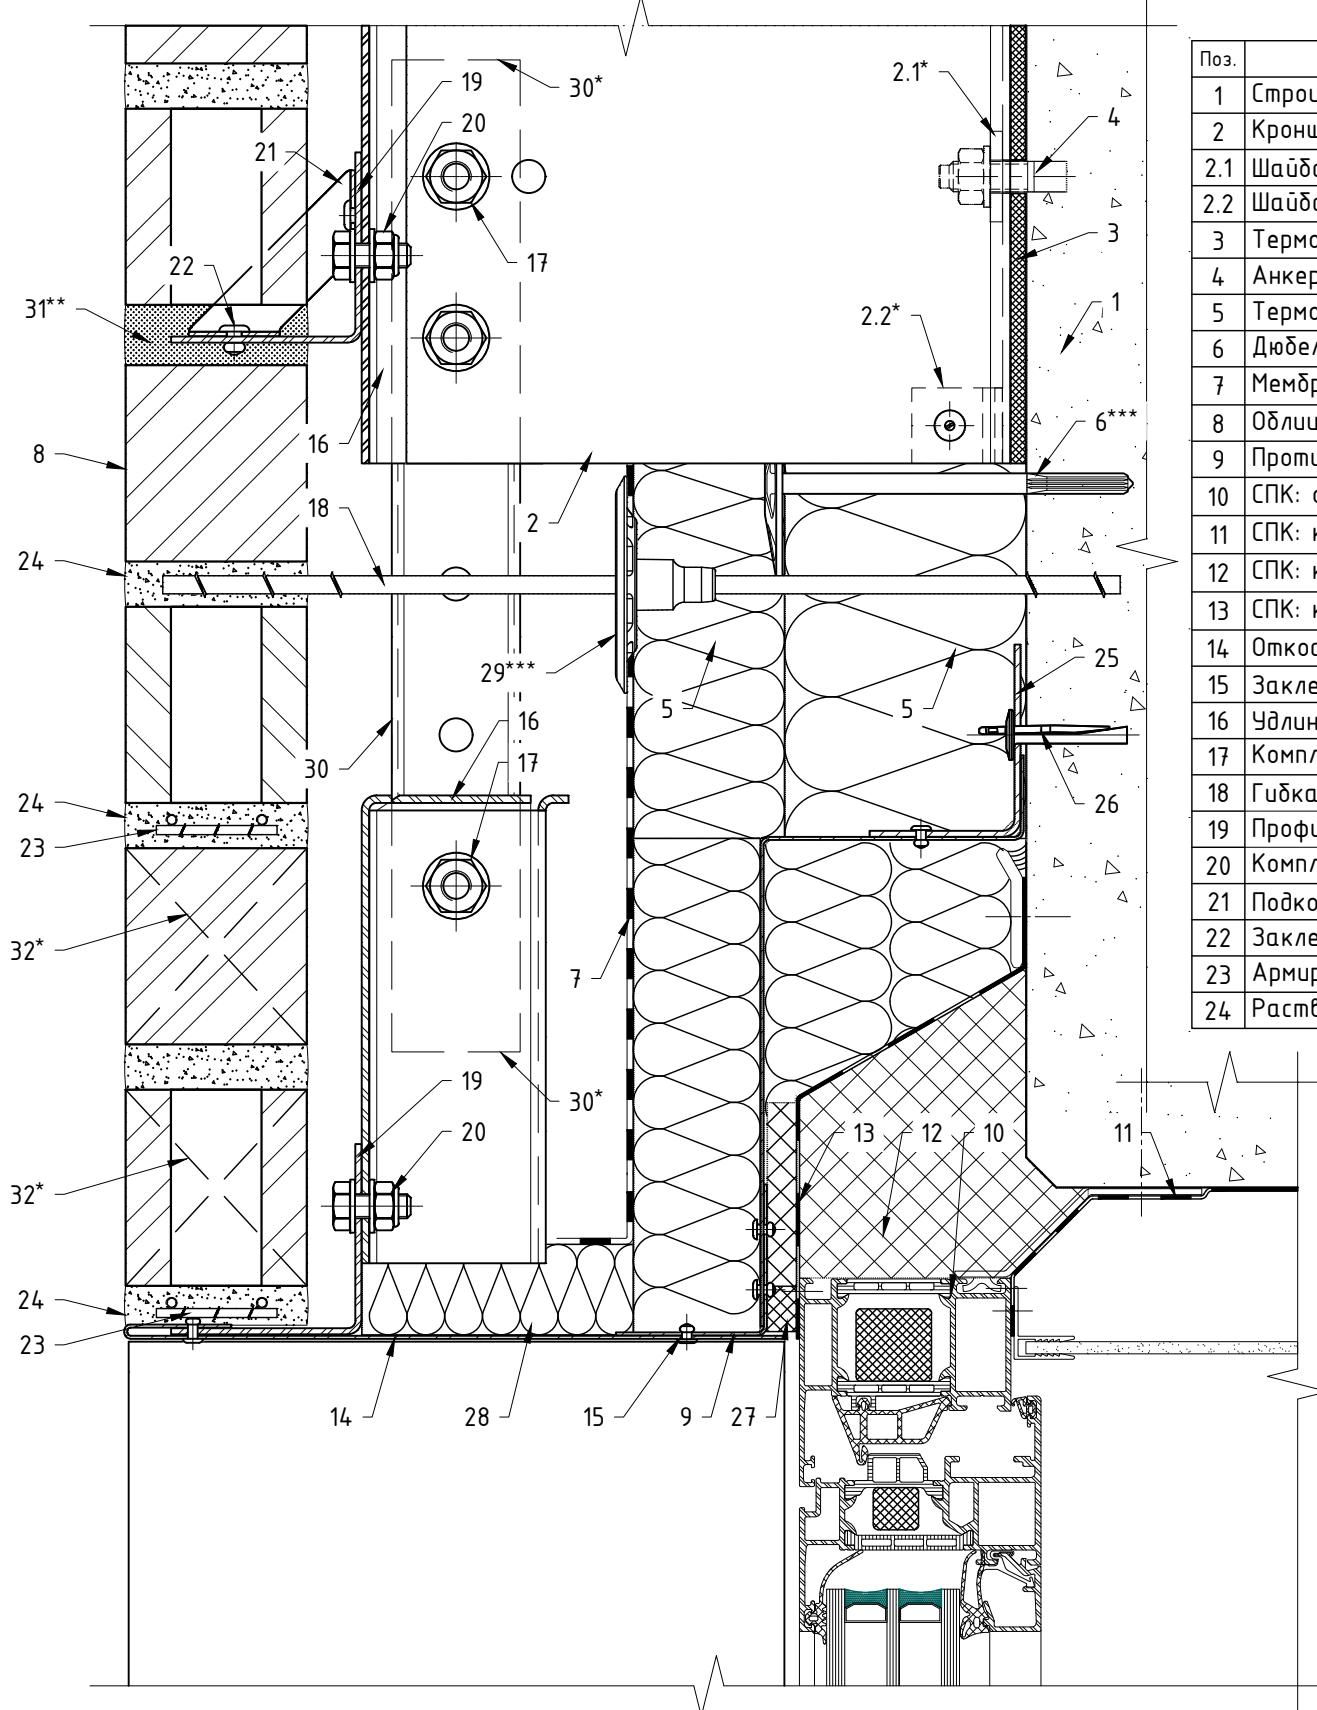 30*
19
20
21
22
31**
17
2.1*
4
3
1
2.2*
16
8
6***
18
2
24
29***
5
5
25
16
30
17
26
24
23
32*
7
30*
19
20
13
12
10
11
32*
24
23
14
28
15
9
27
Поз.
1 Строи
2 Кронш
2.1 Шайба
2.2 Шайба
3 Термо
4 Анкер
5 Термо
6 Дюбел
7 Мембр
8 Облиц
9 Проти
10 СПК:
11 СПК: к
12 СПК: к
13 СПК: к
14 Откос
15 Закле
16 Удлин
17 Компл
18 Гибка
19 Профи
20 Компл
21 Подко
22 Закле
23 Армир
24 Раств